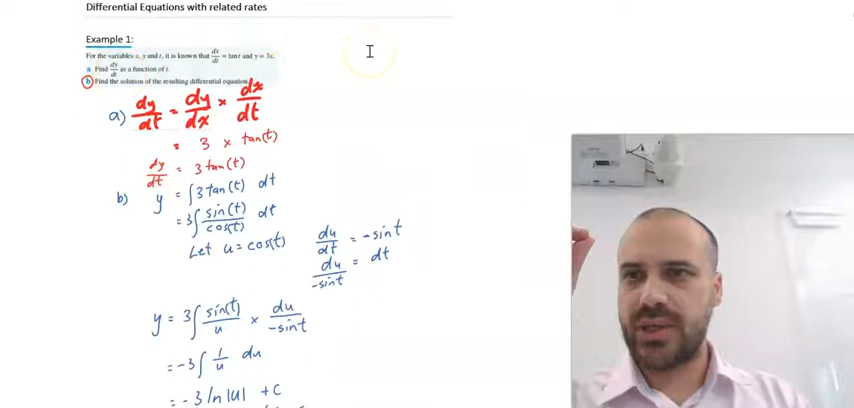 Differential Equations with related rates
Example 1:
For the variables x, y and t, it is known that dx/dt = tan t and y = 3x.
a Find dy/dt as a function of t.
b Find the solution of the resulting differential equation.
a) dy/dt = dy/dx × dx/dt
= 3 × tan(t)
dy/dt = 3 tan(t)
b) y = ∫ 3 tan(t) dt
= 3∫ sin(t)/cos(t) dt
Let u = cos(t) du/dt = -sin t
du/-sin t = dt
y = 3∫ sin(t)/u × du/-sin t
= -3 ∫ 1/u du
= -3 ln|u| + c